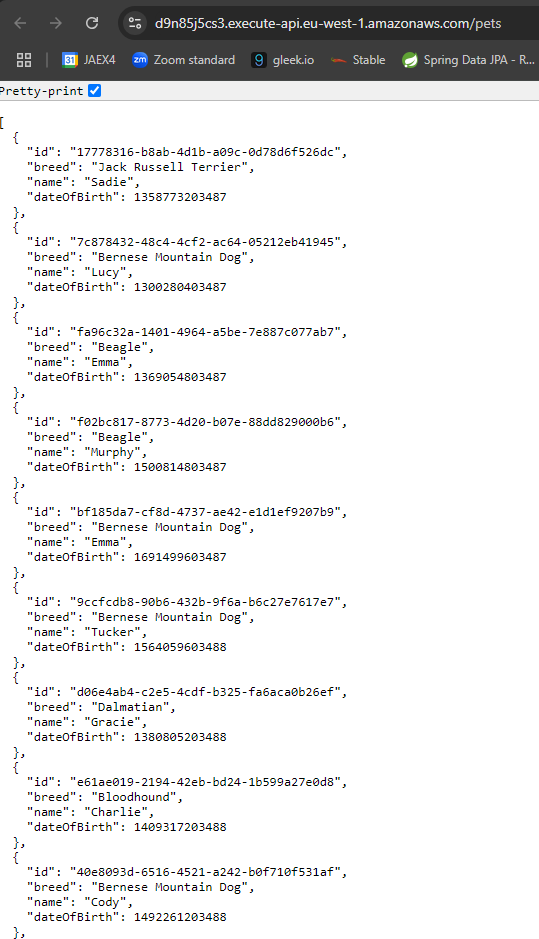 d9n85j5cs3.execute-api.eu-west-1.amazonaws.com/pets
31 JAEX4 zm Zoom standard 9 gleek.io Stable Spring Data JPA - R...
Pretty-print
[
  {
    "id": "17778316-b8ab-4d1b-a09c-0d78d6f526dc",
    "breed": "Jack Russell Terrier",
    "name": "Sadie",
    "dateOfBirth": 1358773203487
  },
  {
    "id": "7c878432-48c4-4cf2-ac64-05212eb41945",
    "breed": "Bernese Mountain Dog",
    "name": "Lucy",
    "dateOfBirth": 1300280403487
  },
  {
    "id": "fa96c32a-1401-4964-a5be-7e887c077ab7",
    "breed": "Beagle",
    "name": "Emma",
    "dateOfBirth": 1369054803487
  },
  {
    "id": "f02bc817-8773-4d20-b07e-88dd829000b6",
    "breed": "Beagle",
    "name": "Murphy",
    "dateOfBirth": 1500814803487
  },
  {
    "id": "bf185da7-cf8d-4737-ae42-e1d1ef9207b9",
    "breed": "Bernese Mountain Dog",
    "name": "Emma",
    "dateOfBirth": 1691499603487
  },
  {
    "id": "9ccfcdb8-90b6-432b-9f6a-b6c27e7617e7",
    "breed": "Bernese Mountain Dog",
    "name": "Tucker",
    "dateOfBirth": 1564059603488
  },
  {
    "id": "d06e4ab4-c2e5-4cdf-b325-fa6aca0b26ef",
    "breed": "Dalmatian",
    "name": "Gracie",
    "dateOfBirth": 1380805203488
  },
  {
    "id": "e61ae019-2194-42eb-bd24-1b599a27e0d8",
    "breed": "Bloodhound",
    "name": "Charlie",
    "dateOfBirth": 1409317203488
  },
  {
    "id": "40e8093d-6516-4521-a242-b0f710f531af",
    "breed": "Bernese Mountain Dog",
    "name": "Cody",
    "dateOfBirth": 1492261203488
  },